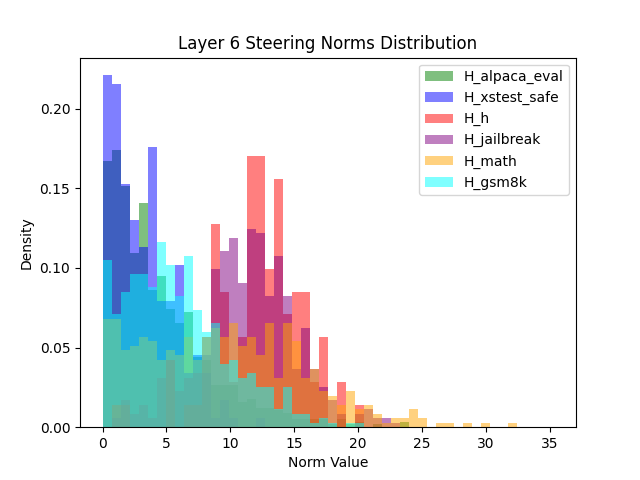 Layer 6 Steering Norms Distribution
H_alpaca_eval
H_xstest_safe
H_h
H_jailbreak
H_math
H_gsm8k
Density
0.20
0.15
0.10
0.05
0.00
0 5 10 15 20 25 30 35
Norm Value